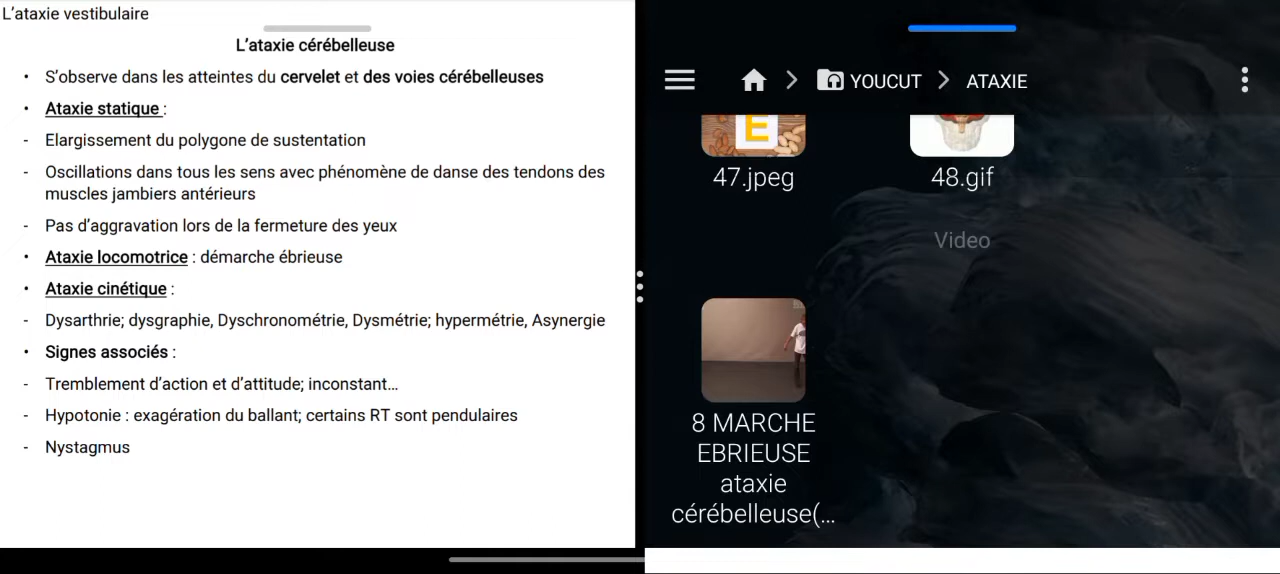 L’ataxie vestibulaire
L’ataxie cérébelleuse
• S’observe dans les atteintes du cervelet et des voies cérébelleuses
• Ataxie statique :
- Elargissement du polygone de sustentation
- Oscillations dans tous les sens avec phénomène de danse des tendons des
muscles jambiers antérieurs
- Pas d’aggravation lors de la fermeture des yeux
• Ataxie locomotrice : démarche ébrieuse
• Ataxie cinétique :
- Dysarthrie; dysgraphie, Dyschronométrie, Dysmétrie; hypermétrie, Asynergie
• Signes associés :
- Tremblement d’action et d’attitude; inconstant...
- Hypotonie : exagération du ballant; certains RT sont pendulaires
- Nystagmus
YOUCUT ATAXIE
E
47.jpeg
48.gif
Video
8 MARCHE
EBRIEUSE
ataxie
cérébelleuse(...